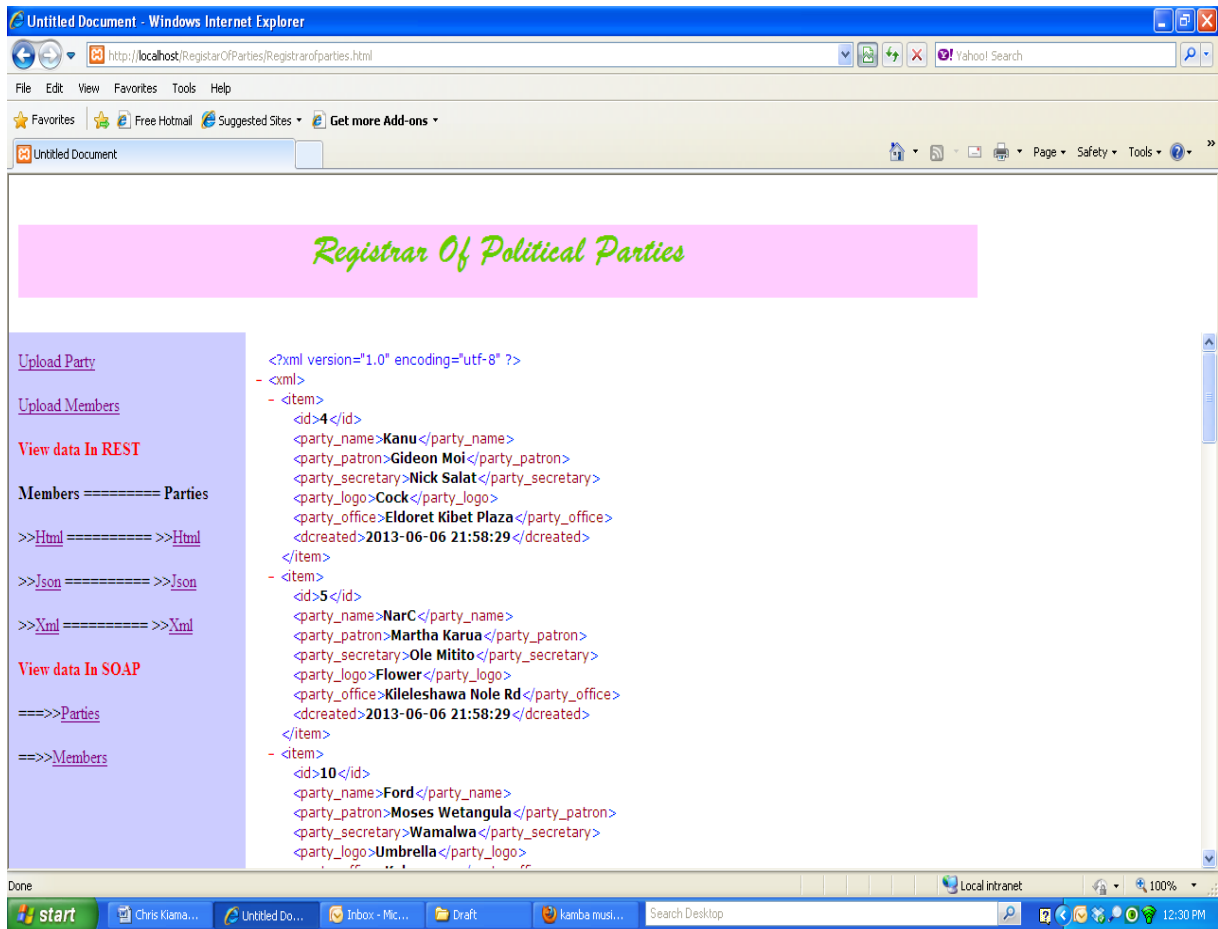 Untitled Document - Windows Internet Explorer
http://localhost/RegistarOfParties/Registrarofparties.html
Yahoo! Search
File Edit View Favorites Tools Help
Favorites Free Hotmail Suggested Sites Get more Add-ons
Untitled Document
Page Safety Tools »
Registrar Of Political Parties
Upload Party
Upload Members
View data In REST
Members ========= Parties
>>Html ========== >>Html
>>Json ========== >>Json
>>Xml ========== >>Xml
View data In SOAP
===>>Parties
==>>Members
<?xml version="1.0" encoding="utf-8" ?>
- <xml>
- <item>
<id>4</id>
<party_name>Kanu</party_name>
<party_patron>Gideon Moi</party_patron>
<party_secretary>Nick Salat</party_secretary>
<party_logo>Cock</party_logo>
<party_office>Eldoret Kibet Plaza</party_office>
<dcreated>2013-06-06 21:58:29</dcreated>
</item>
- <item>
<id>5</id>
<party_name>NarC</party_name>
<party_patron>Martha Karua</party_patron>
<party_secretary>Ole Mitito</party_secretary>
<party_logo>Flower</party_logo>
<party_office>Kileleshawa Nole Rd</party_office>
<dcreated>2013-06-06 21:58:29</dcreated>
</item>
- <item>
<id>10</id>
<party_name>Ford</party_name>
<party_patron>Moses Wetangula</party_patron>
<party_secretary>Wamalwa</party_secretary>
<party_logo>Umbrella</party_logo>
Done
Local intranet
100%
start
Chris Kiama...
Untitled Do...
Inbox - Mic...
Draft
kamba musi...
Search Desktop
12:30 PM